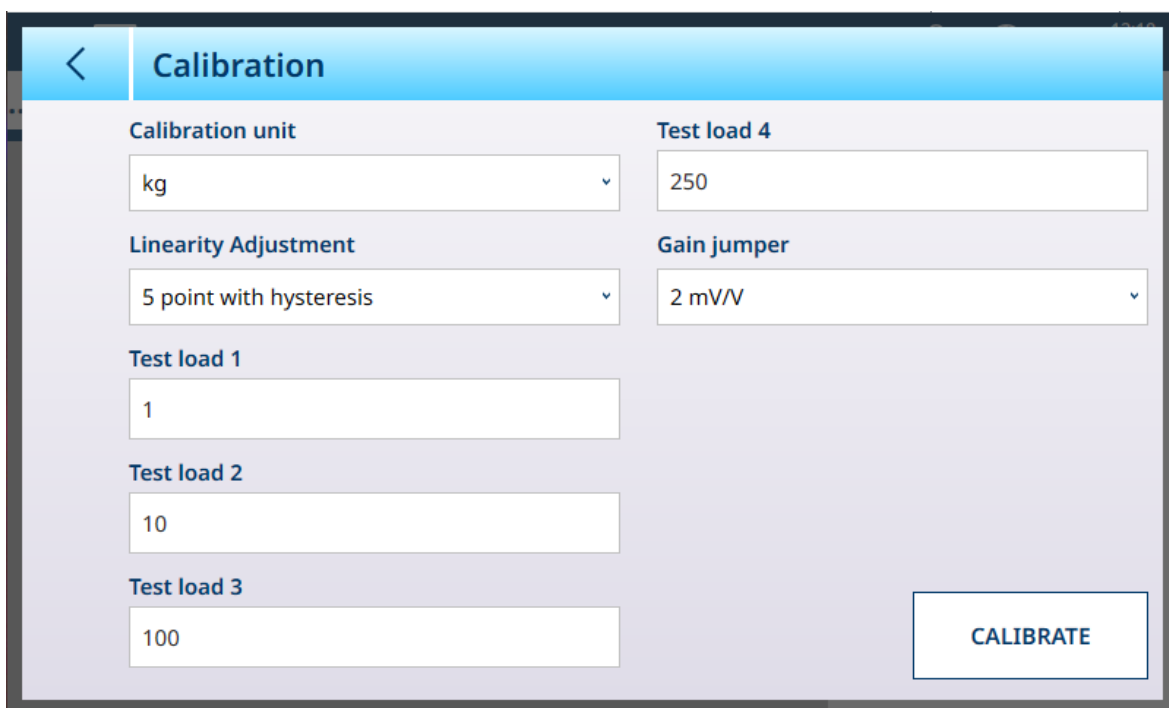 Calibration
Calibration unit
kg
Linearity Adjustment
5 point with hysteresis
Test load 1
1
Test load 2
10
Test load 3
100
Test load 4
250
Gain jumper
2 mV/V
CALIBRATE